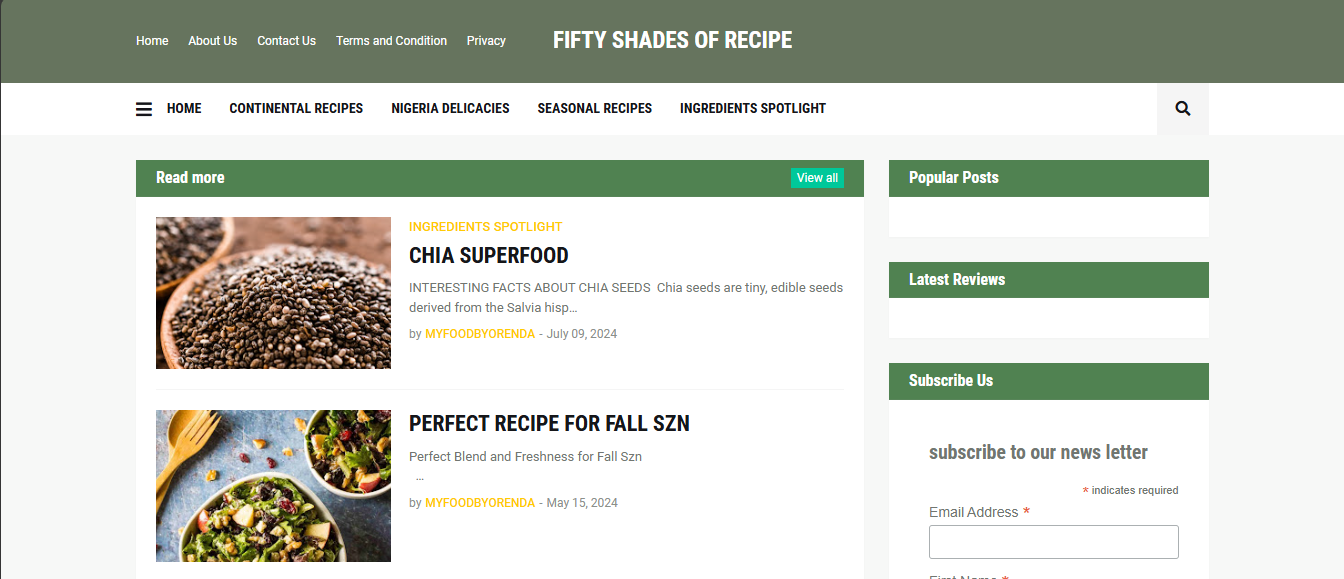 Home About Us Contact Us Terms and Condition Privacy
FIFTY SHADES OF RECIPE
HOME CONTINENTAL RECIPES NIGERIA DELICACIES SEASONAL RECIPES INGREDIENTS SPOTLIGHT
Read more
View all
INGREDIENTS SPOTLIGHT
CHIA SUPERFOOD
INTERESTING FACTS ABOUT CHIA SEEDS  Chia seeds are tiny, edible seeds
derived from the Salvia hisp…
by MYFOODBYORENDA - July 09, 2024
PERFECT RECIPE FOR FALL SZN
Perfect Blend and Freshness for Fall Szn
…
by MYFOODBYORENDA - May 15, 2024
Popular Posts
Latest Reviews
Subscribe Us
subscribe to our news letter
* indicates required
Email Address *
First Name *